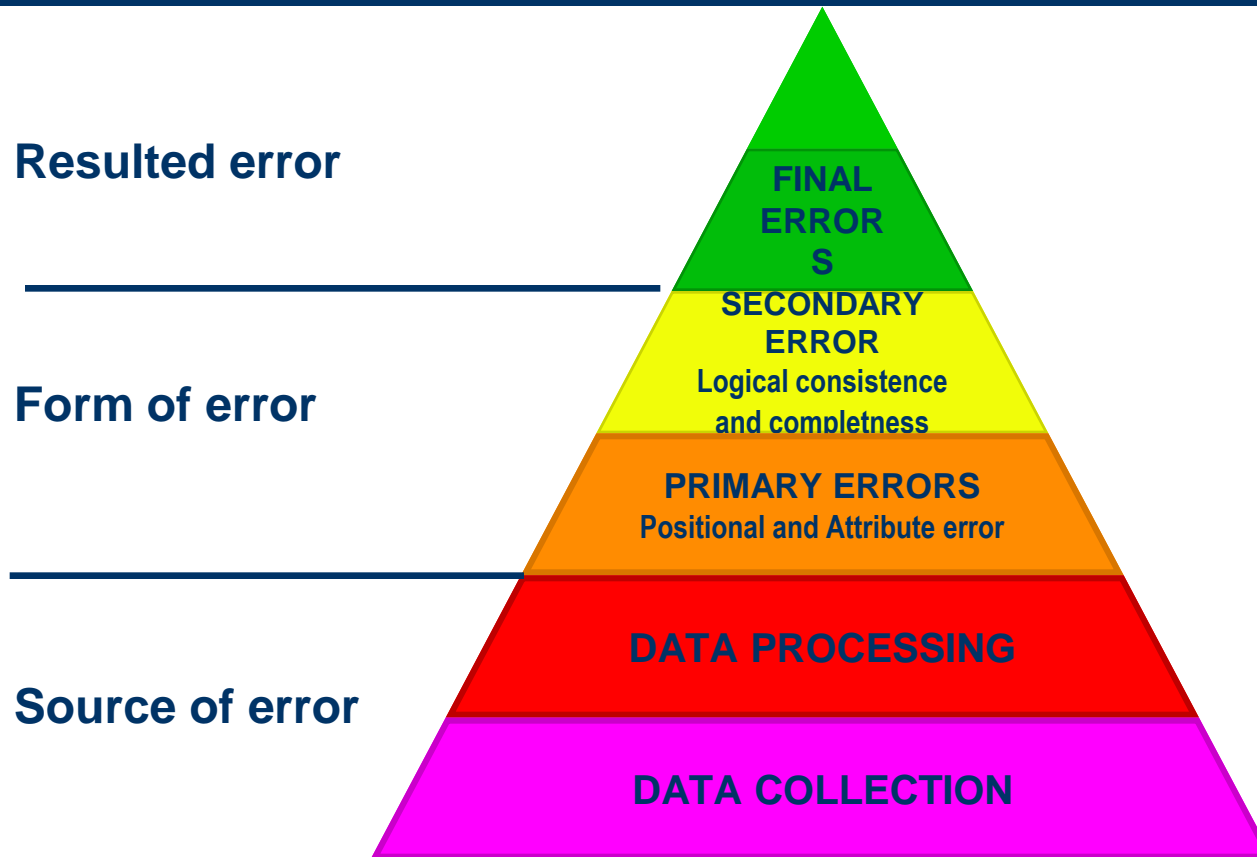 Resulted error
FINAL
ERROR
S
SECONDARY
ERROR
Logical consistence
and completness
Form of error
PRIMARY ERRORS
Positional and Attribute error
DATA PROCESSING
Source of error
DATA COLLECTION